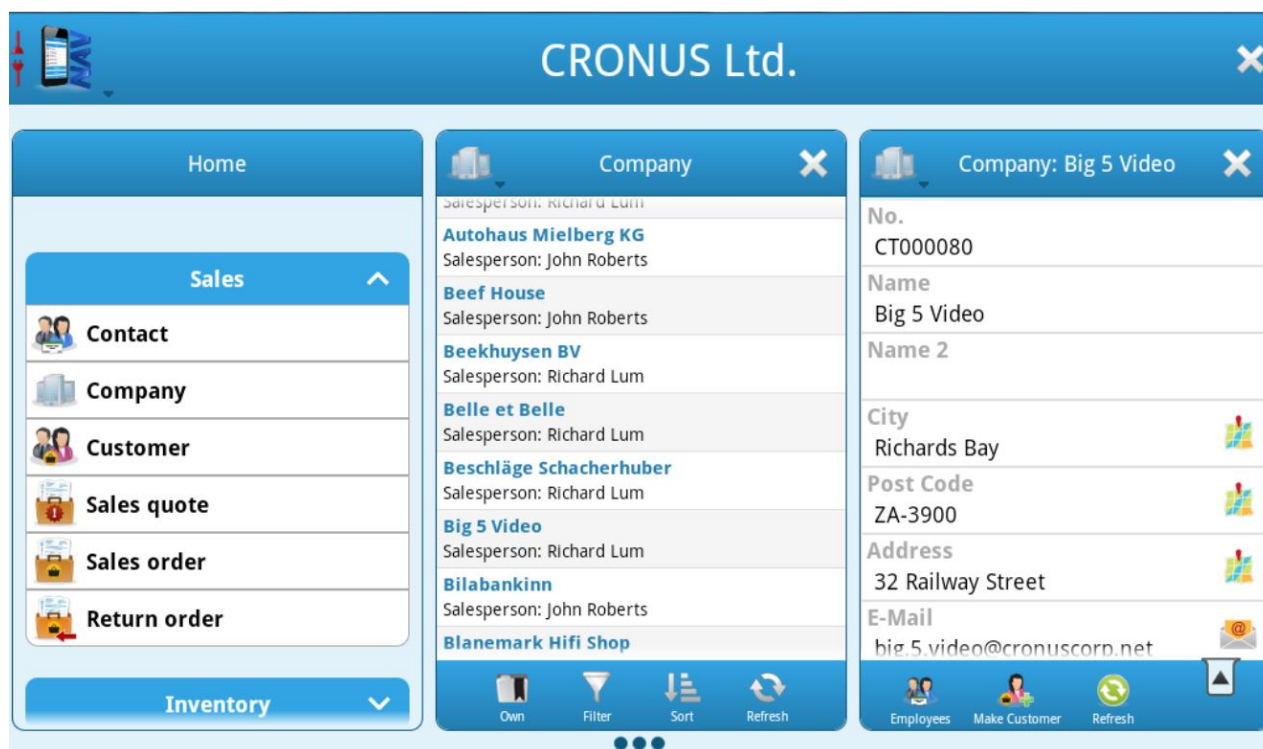 NAV
CRONUS Ltd.
Home
Sales
Contact
Company
Customer
Sales quote
Sales order
Return order
Inventory
Company
Salesperson: Richard Lum
Autohaus Mielberg KG
Salesperson: John Roberts
Beef House
Salesperson: John Roberts
Beekhuysen BV
Salesperson: Richard Lum
Belle et Belle
Salesperson: Richard Lum
Beschläge Schacherhuber
Salesperson: Richard Lum
Big 5 Video
Salesperson: Richard Lum
Bilabankinn
Salesperson: John Roberts
Blanemark Hifi Shop
Own Filter Sort Refresh
Company: Big 5 Video
No.
CT000080
Name
Big 5 Video
Name 2
City
Richards Bay
Post Code
ZA-3900
Address
32 Railway Street
E-Mail
big.5.video@cronuscorp.net
Employees Make Customer Refresh